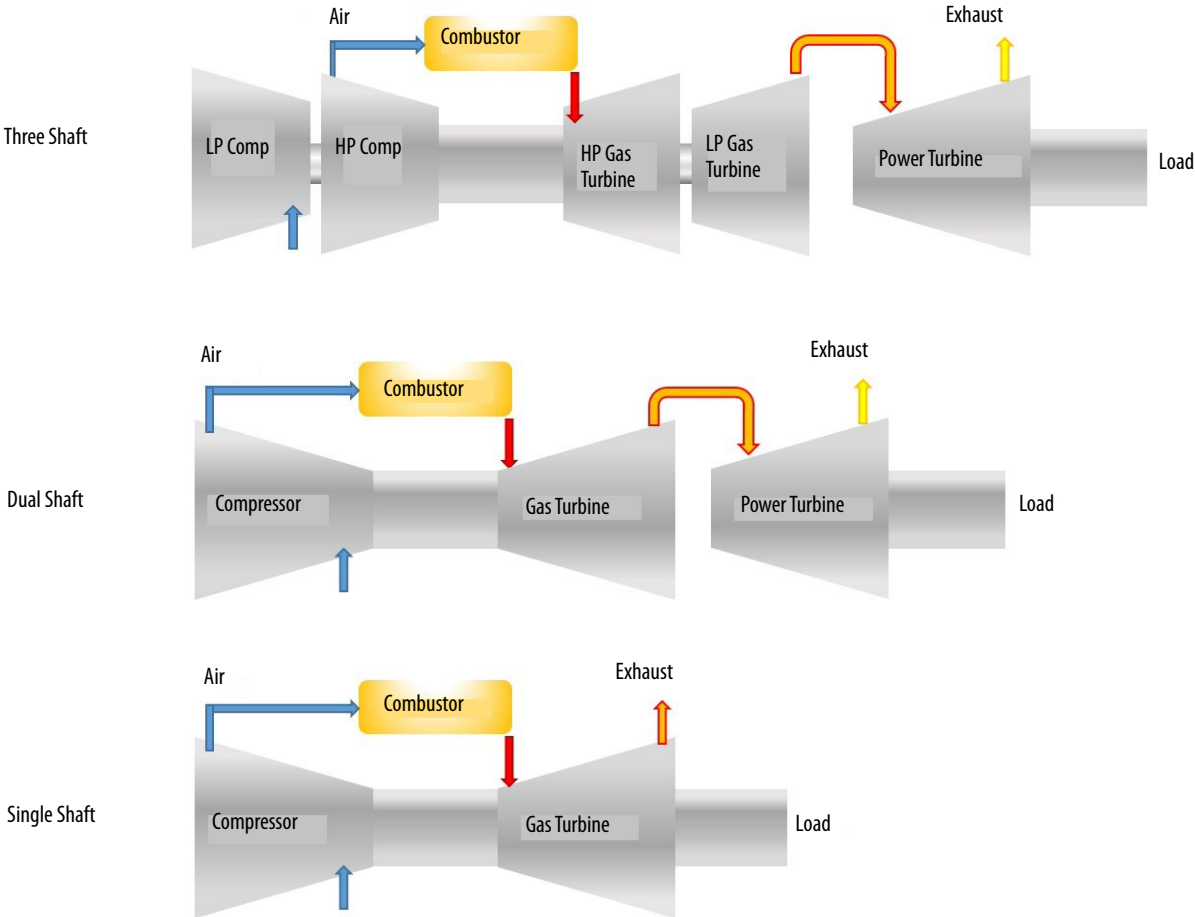 Air
Exhaust
Combustor
Three Shaft
LP Comp
HP Comp
HP Gas
Turbine
LP Gas
Turbine
Power Turbine
Load
Air
Exhaust
Combustor
Dual Shaft
Compressor
Gas Turbine
Power Turbine
Load
Air
Exhaust
Combustor
Single Shaft
Compressor
Gas Turbine
Load